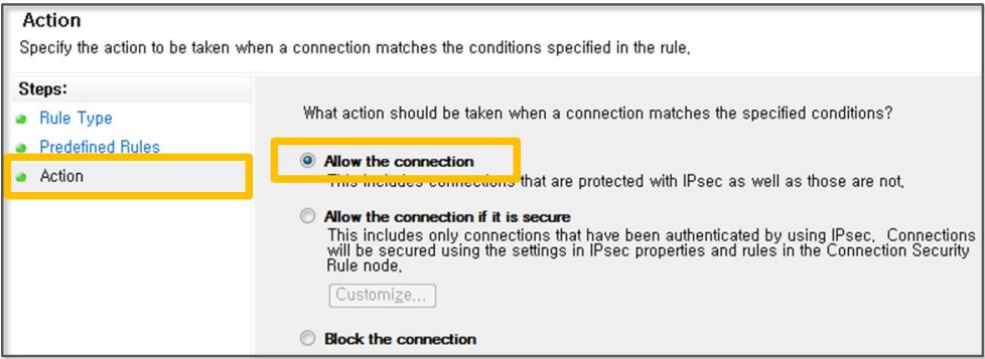 Action
Specify the action to be taken when a connection matches the conditions specified in the rule.
Steps:
Rule Type
Predefined Rules
Action
What action should be taken when a connection matches the specified conditions?
Allow the connection
This includes connections that are protected with IPsec as well as those are not.
Allow the connection if it is secure
This includes only connections that have been authenticated by using IPsec. Connections
will be secured using the settings in IPsec properties and rules in the Connection Security
Rule node.
Customize...
Block the connection